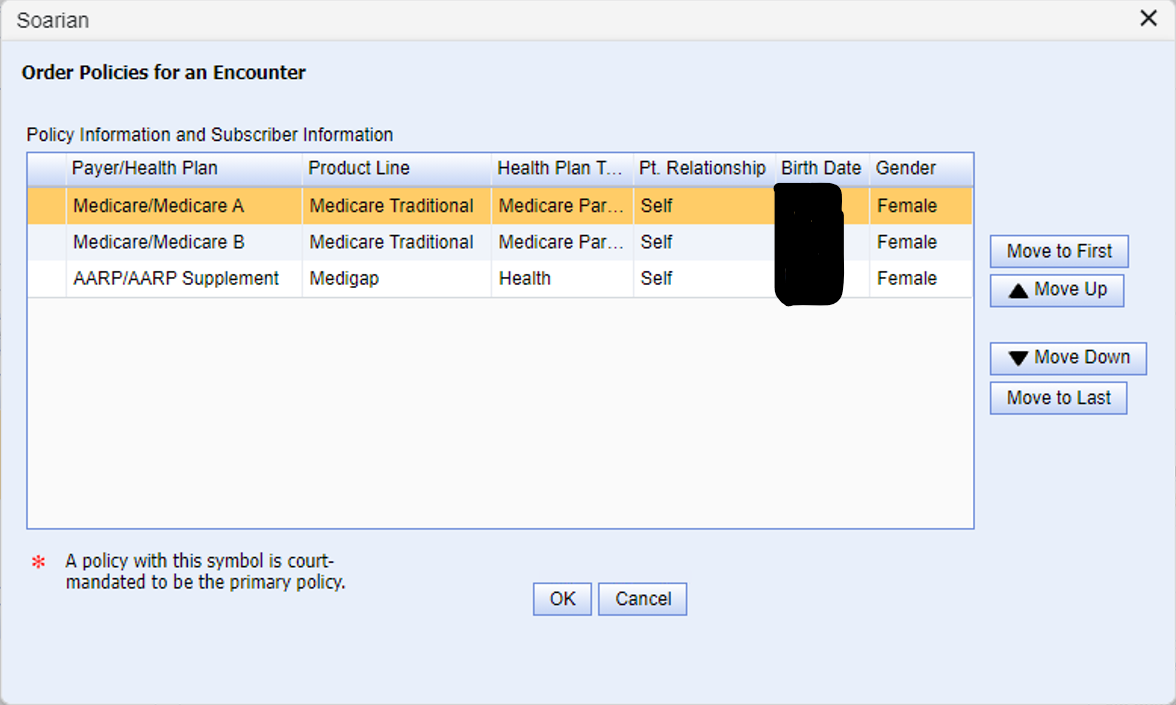 Soarian
Order Policies for an Encounter
Policy Information and Subscriber Information
Payer/Health Plan Product Line Health Plan T... Pt. Relationship Birth Date Gender
Medicare/Medicare A Medicare Traditional Medicare Par... Self Female
Medicare/Medicare B Medicare Traditional Medicare Par... Self Female
AARP/AARP Supplement Medigap Health Self Female
Move to First
▲ Move Up
▼ Move Down
Move to Last
* A policy with this symbol is court-
mandated to be the primary policy.
OK Cancel